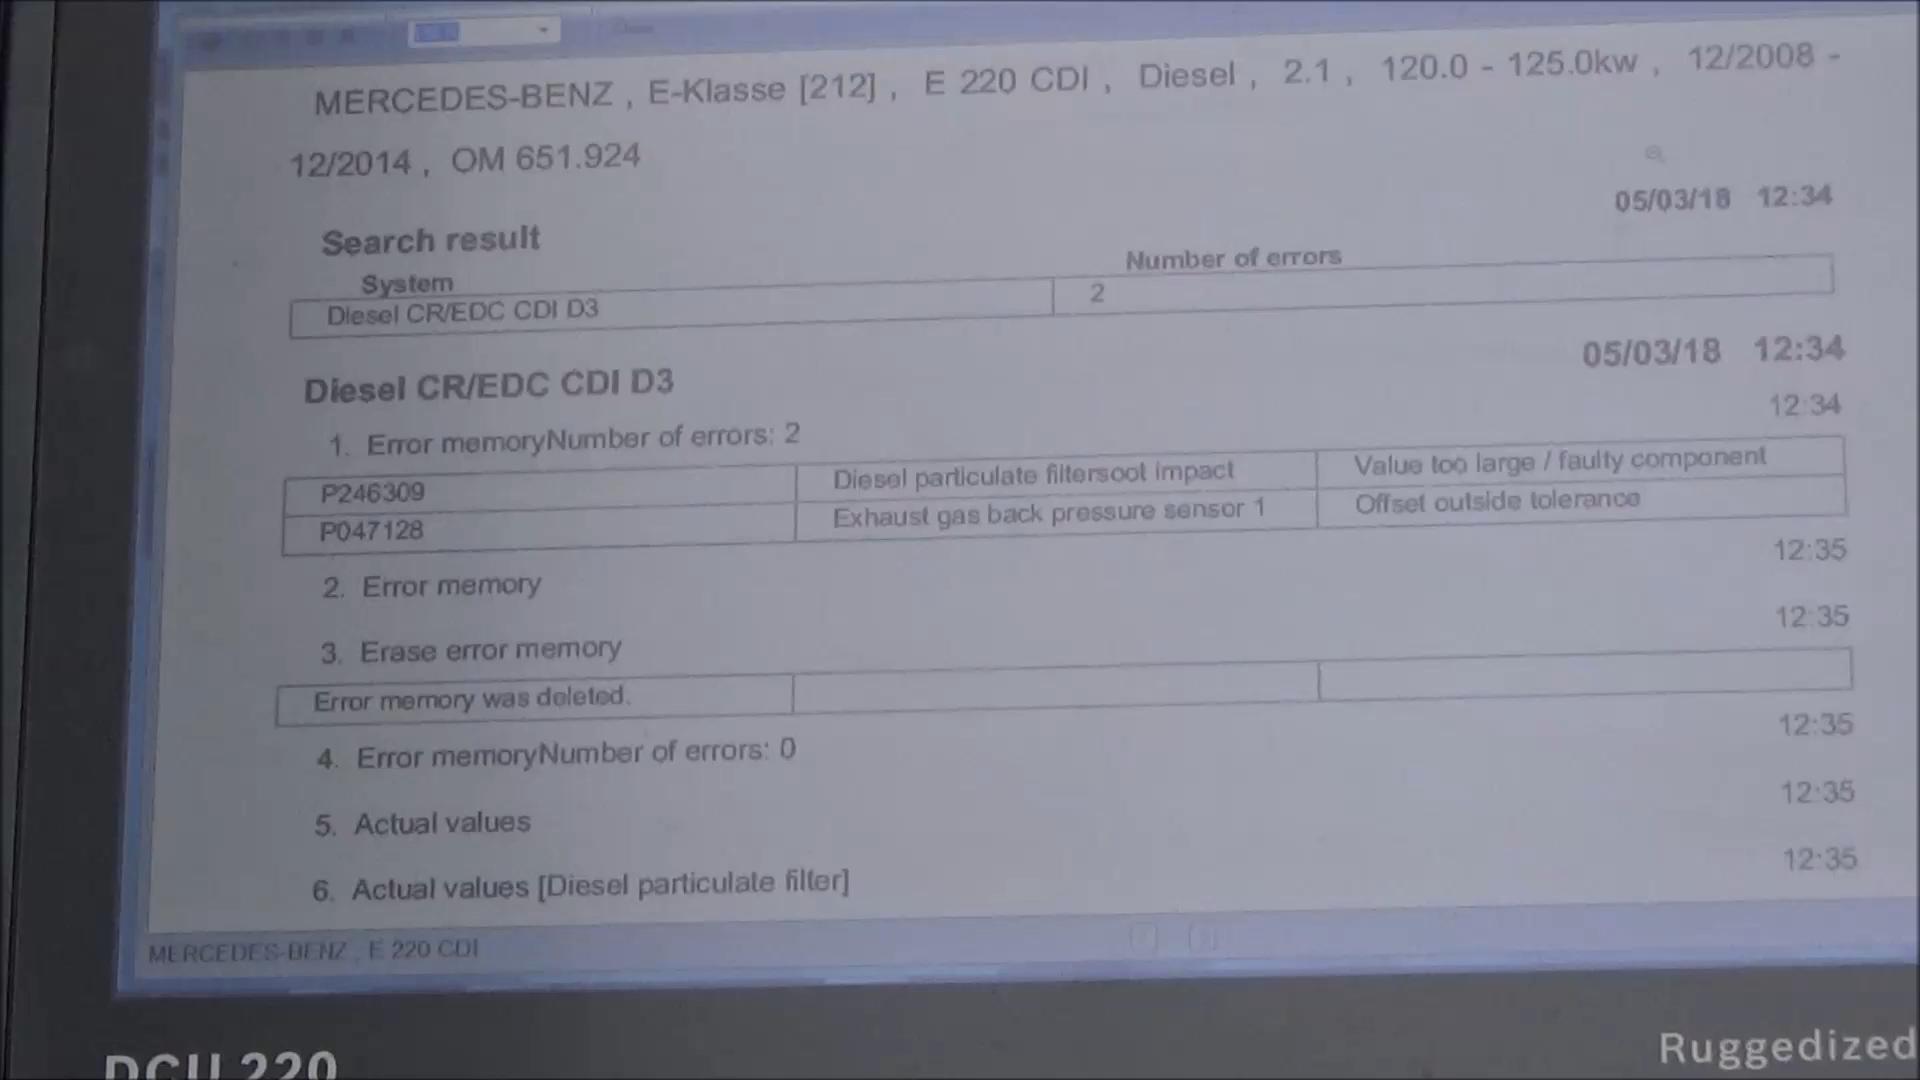 MERCEDES-BENZ , E-Klasse [212] , E 220 CDI , Diesel , 2.1 , 120.0 - 125.0kw , 12/2008 -
12/2014 , OM 651.924
05/03/18 12:34
Search result
System Number of errors
Diesel CR/EDC CDI D3 2
05/03/18 12:34
Diesel CR/EDC CDI D3
12:34
1. Error memoryNumber of errors: 2
P246309 Diesel particulate filtersoot impact Value too large / faulty component
P047128 Exhaust gas back pressure sensor 1 Offset outside tolerance
12:35
2. Error memory
12:35
3. Erase error memory
Error memory was deleted.
12:35
4. Error memoryNumber of errors: 0
12:35
5. Actual values
12:35
6. Actual values [Diesel particulate filter]
MERCEDES-BENZ , E 220 CDI
DCU 220
Ruggedized